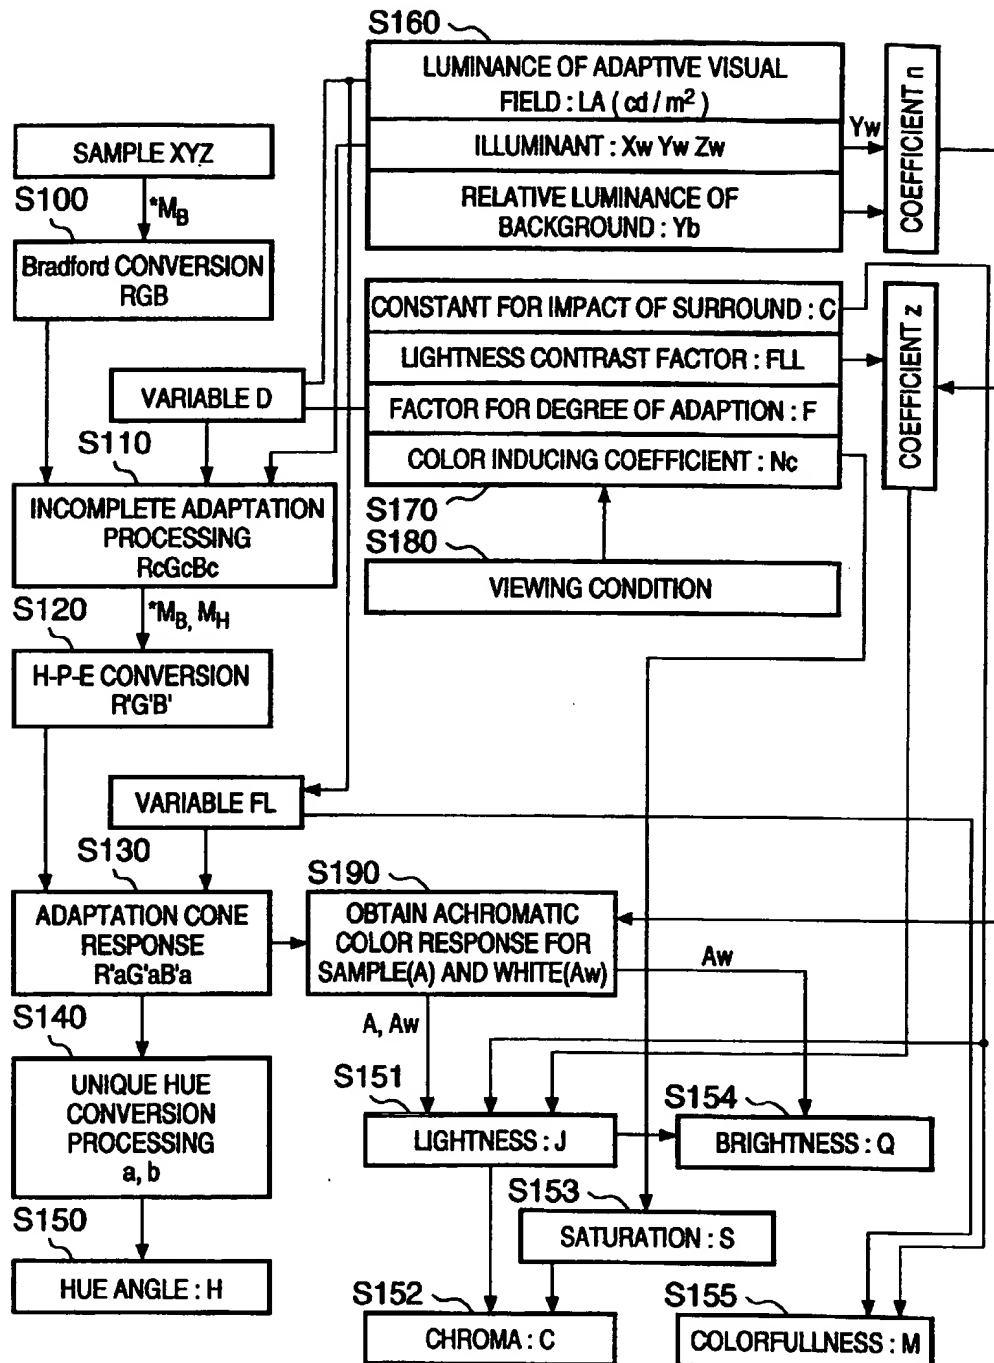 S160
LUMINANCE OF ADAPTIVE VISUAL
FIELD : LA ( cd / m² )
ILLUMINANT : Xw Yw Zw
RELATIVE LUMINANCE OF
BACKGROUND : Yb
Yw
COEFFICIENT n
SAMPLE XYZ
S100
*MB
Bradford CONVERSION
RGB
CONSTANT FOR IMPACT OF SURROUND : C
LIGHTNESS CONTRAST FACTOR : FLL
FACTOR FOR DEGREE OF ADAPTION : F
COLOR INDUCING COEFFICIENT : Nc
COEFFICIENT z
VARIABLE D
S110
INCOMPLETE ADAPTATION
PROCESSING
RcGcBc
S170
S180
VIEWING CONDITION
S120
*MB, MH
H-P-E CONVERSION
R'G'B'
VARIABLE FL
S130
ADAPTATION CONE
RESPONSE
R'aG'aB'a
S190
OBTAIN ACHROMATIC
COLOR RESPONSE FOR
SAMPLE(A) AND WHITE(Aw)
Aw
A, Aw
S140
UNIQUE HUE
CONVERSION
PROCESSING
a, b
S151
LIGHTNESS : J
S154
BRIGHTNESS : Q
S153
SATURATION : S
S150
HUE ANGLE : H
S152
CHROMA : C
S155
COLORFULLNESS : M